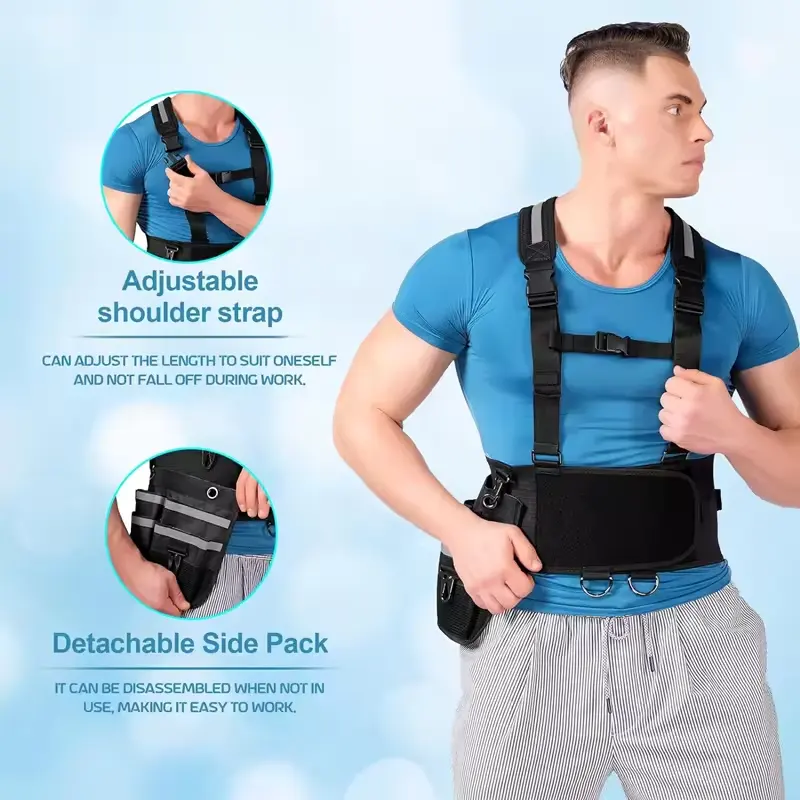 Adjustable
shoulder strap
CAN ADJUST THE LENGTH TO SUIT ONESELF
AND NOT FALL OFF DURING WORK.
Detachable Side Pack
IT CAN BE DISASSEMBLED WHEN NOT IN
USE, MAKING IT EASY TO WORK.